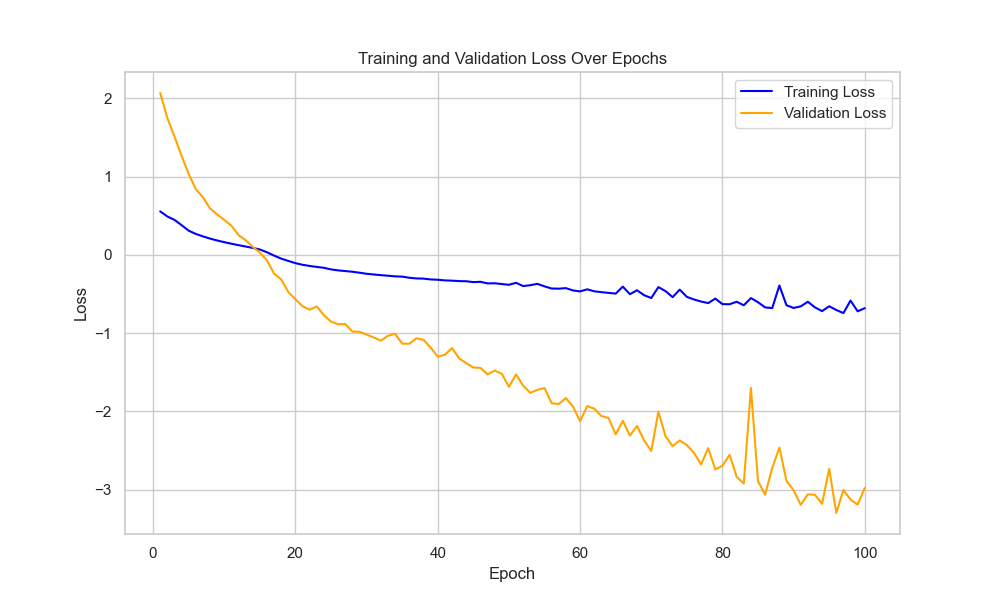 Training and Validation Loss Over Epochs
Training Loss
Validation Loss
Loss
2
1
0
−1
−2
−3
0 20 40 60 80 100
Epoch